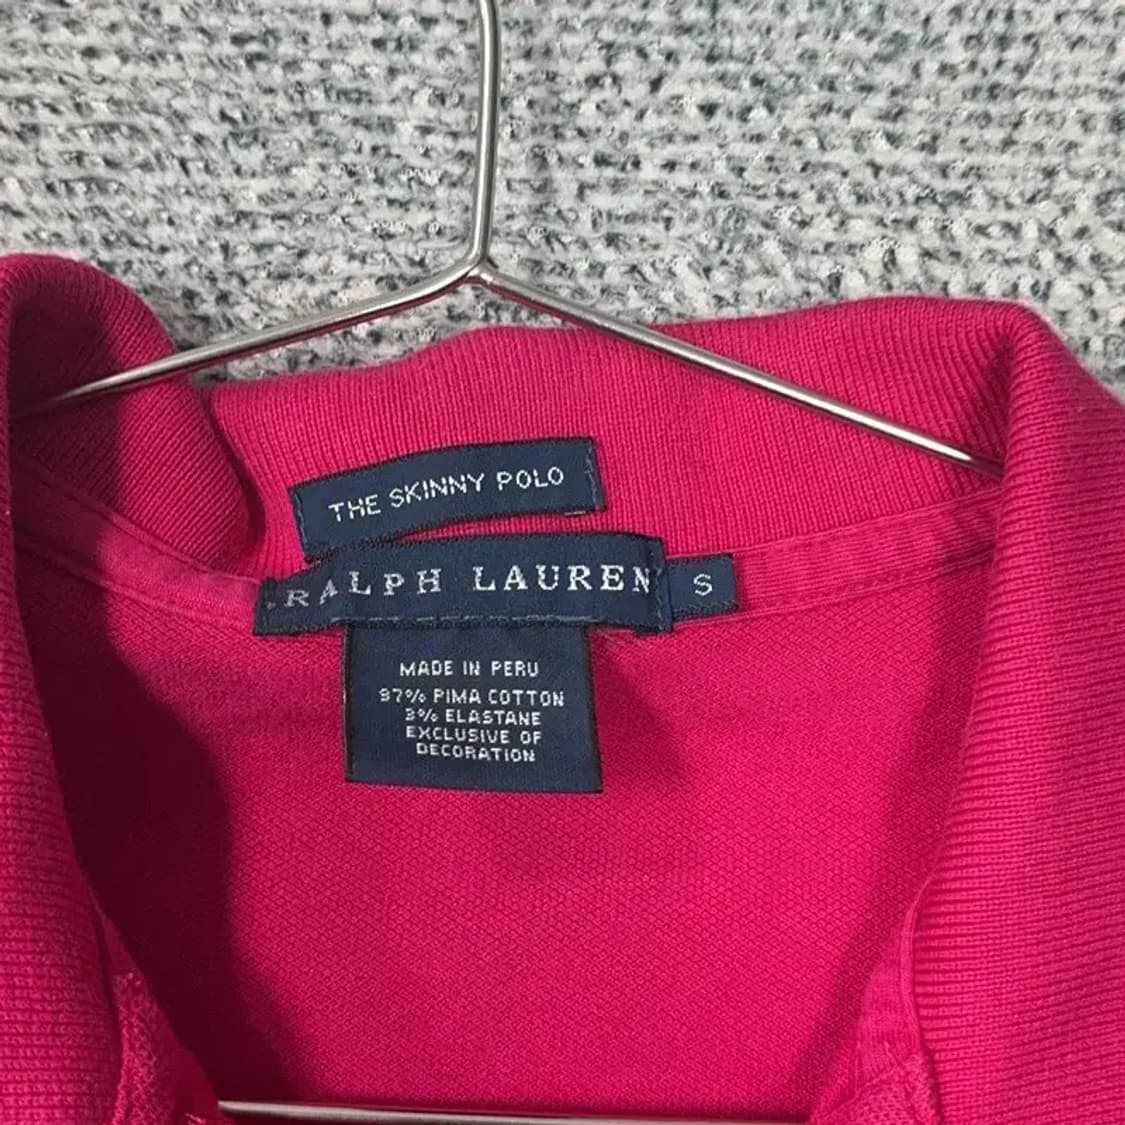 THE SKINNY POLO
RALPH LAUREN
S
MADE IN PERU
97% PIMA COTTON
3% ELASTANE
EXCLUSIVE OF
DECORATION